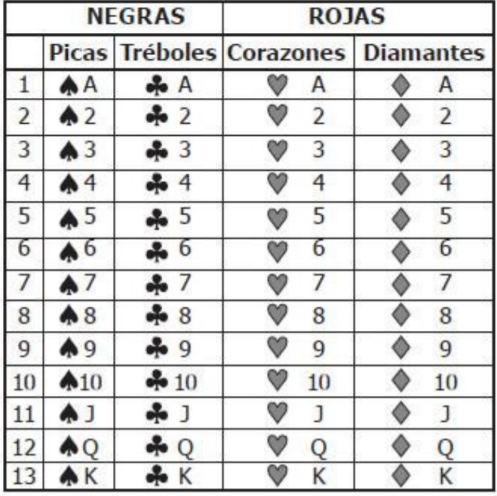 NEGRAS ROJAS
Picas Tréboles Corazones Diamantes
1 ♠ A ♣ A ♥ A ♦ A
2 ♠ 2 ♣ 2 ♥ 2 ♦ 2
3 ♠ 3 ♣ 3 ♥ 3 ♦ 3
4 ♠ 4 ♣ 4 ♥ 4 ♦ 4
5 ♠ 5 ♣ 5 ♥ 5 ♦ 5
6 ♠ 6 ♣ 6 ♥ 6 ♦ 6
7 ♠ 7 ♣ 7 ♥ 7 ♦ 7
8 ♠ 8 ♣ 8 ♥ 8 ♦ 8
9 ♠ 9 ♣ 9 ♥ 9 ♦ 9
10 ♠ 10 ♣ 10 ♥ 10 ♦ 10
11 ♠ J ♣ J ♥ J ♦ J
12 ♠ Q ♣ Q ♥ Q ♦ Q
13 ♠ K ♣ K ♥ K ♦ K